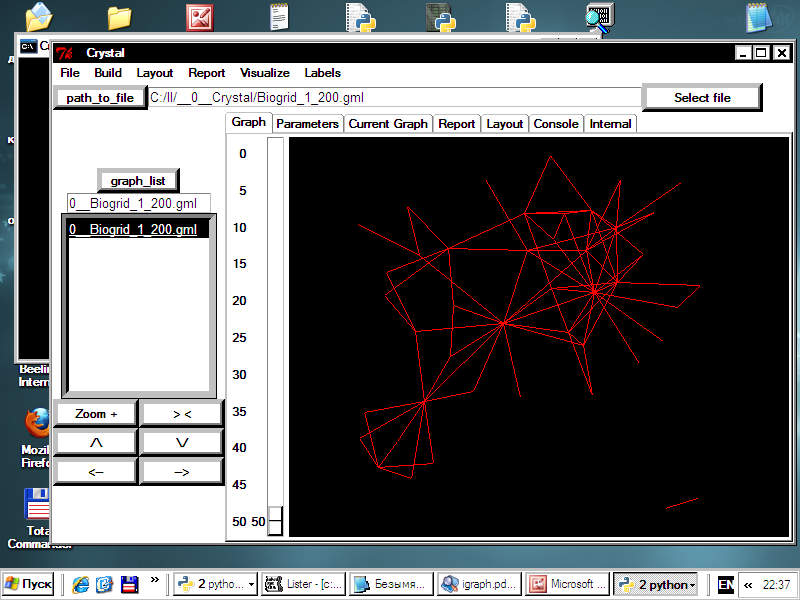 Crystal
File Build Layout Report Visualize Labels
path_to_file C:/II/__0__Crystal/Biogrid_1_200.gml Select file
Graph Parameters Current Graph Report Layout Console Internal
graph_list
0__Biogrid_1_200.gml
0__Biogrid_1_200.gml
0
5
10
15
20
25
30
35
40
45
50 50
Zoom + > <
/\ \/
<-- -->
Beelin
Intern
Mozil
Firefo
Tota
Commander
Пуск » 2 pytho... Lister - [c:... Безымя... igraph.pd... Microsoft ... 2 python EN « 22:37